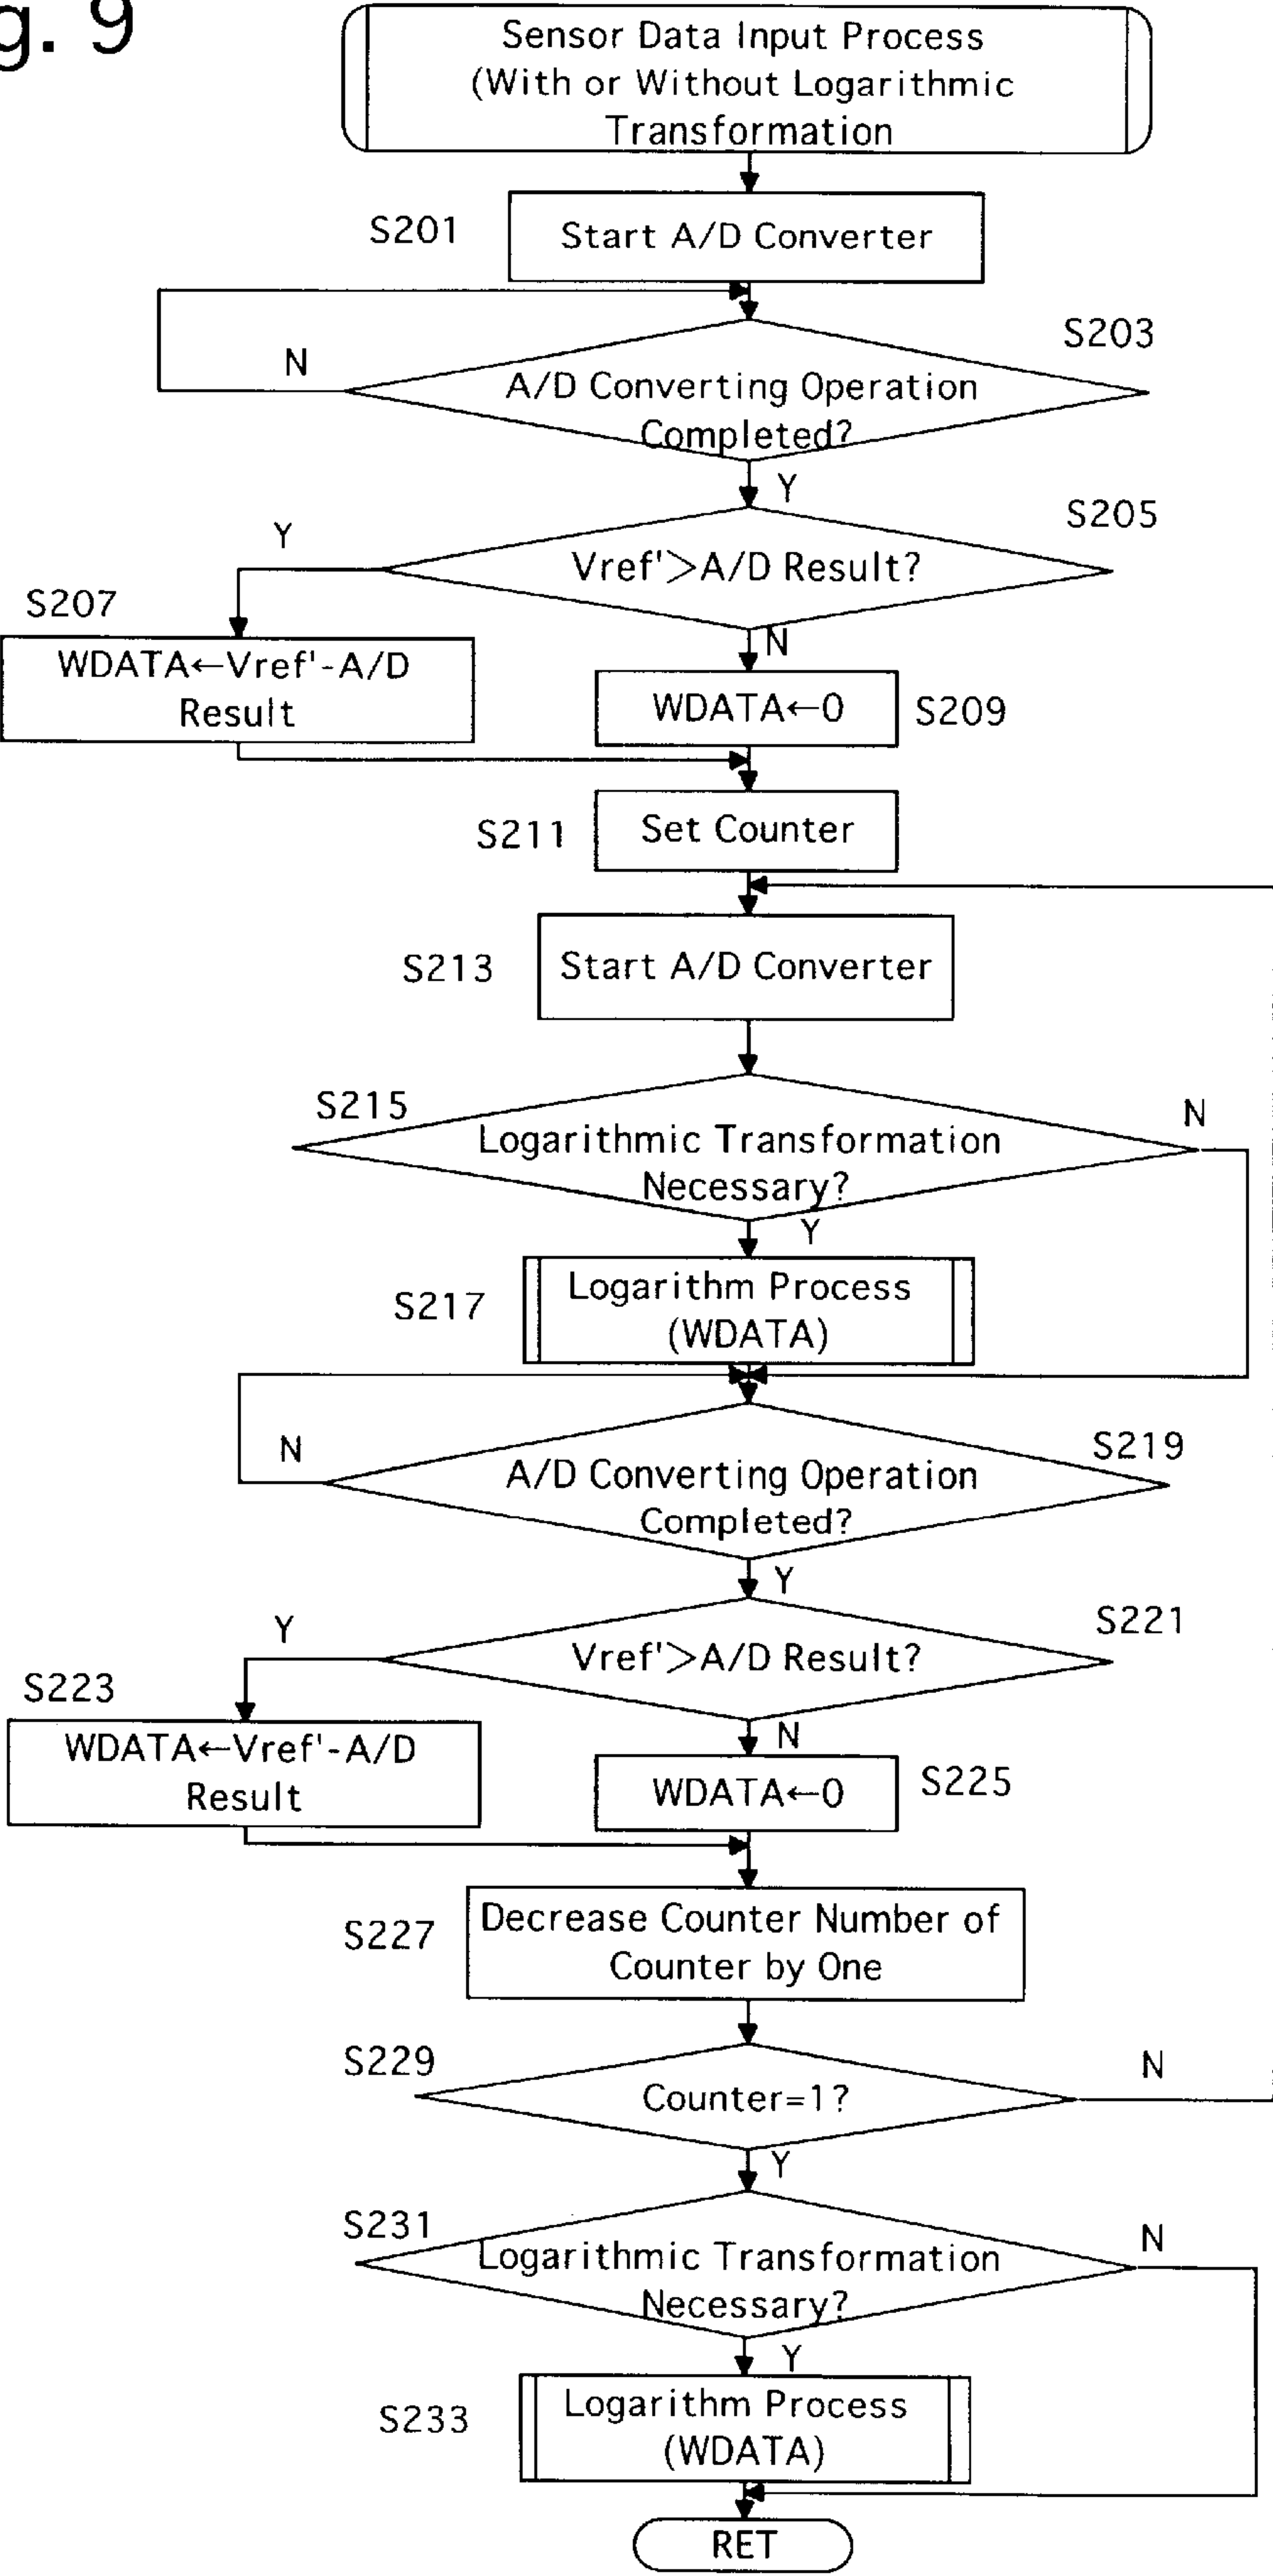 g. 9
Sensor Data Input Process
(With or Without Logarithmic
Transformation
S201
Start A/D Converter
S203
N
A/D Converting Operation
Completed?
Y
S205
Y
Vref'>A/D Result?
S207
N
WDATA←Vref'-A/D
Result
WDATA←0
S209
S211
Set Counter
S213
Start A/D Converter
S215
N
Logarithmic Transformation
Necessary?
Y
S217
Logarithm Process
(WDATA)
S219
N
A/D Converting Operation
Completed?
Y
S221
Y
Vref'>A/D Result?
S223
N
WDATA←Vref'-A/D
Result
WDATA←0
S225
S227
Decrease Counter Number of
Counter by One
S229
N
Counter=1?
Y
S231
N
Logarithmic Transformation
Necessary?
Y
S233
Logarithm Process
(WDATA)
RET